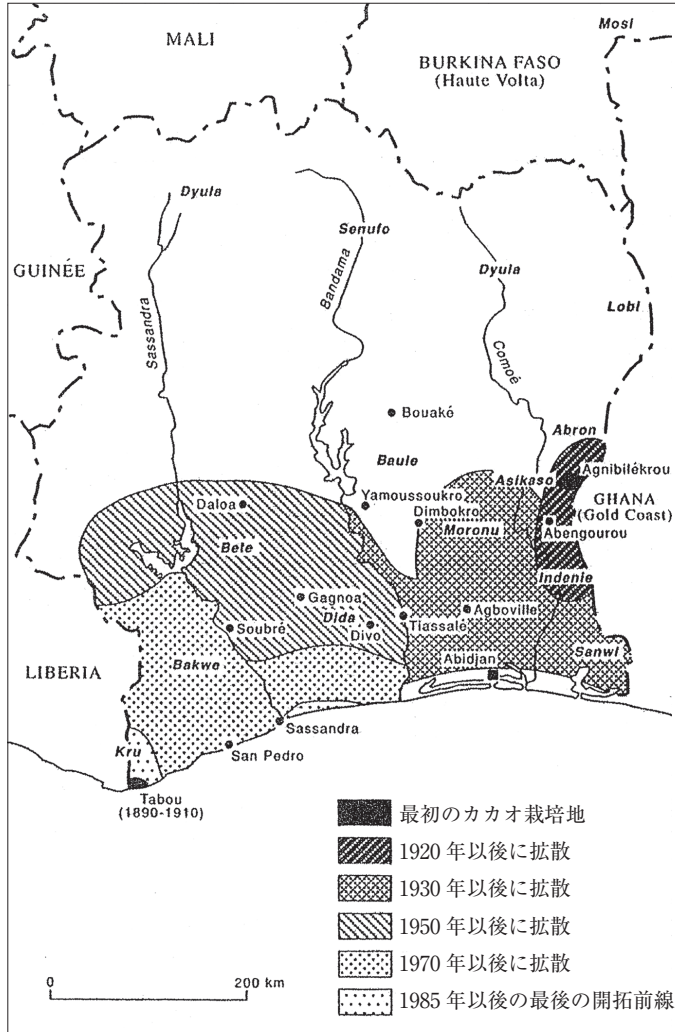 MALI
Mosi
BURKINA FASO
(Haute Volta)
Dyula
Senufo
GUINÉE
Bandama
Dyula
Sassandra
Lobi
Comoé
Bouaké
Abron
Baule
Asikaso
Agnibilékrou
Yamoussoukro
GHANA
(Gold Coast)
Daloa
Dimbokro
Moronu
Abengourou
Bete
Indenie
Gagnoa
Dida
Agboville
Soubré
Divo
Tiassalé
Sanwi
LIBERIA
Bakwe
Abidjan
Sassandra
Kru
San Pedro
Tabou
(1890-1910)
最初のカカオ栽培地
1920 年以後に拡散
1930 年以後に拡散
1950 年以後に拡散
1970 年以後に拡散
1985 年以後の最後の開拓前線
0 200 km